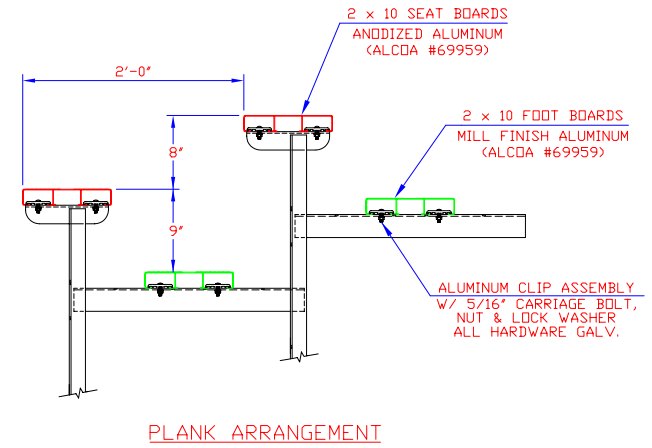 2 x 10 SEAT BOARDS
ANODIZED ALUMINUM
(ALCOA #69959)
2'-0"
8"
2 x 10 FOOT BOARDS
MILL FINISH ALUMINUM
(ALCOA #69959)
9"
ALUMINUM CLIP ASSEMBLY
W/ 5/16" CARRIAGE BOLT,
NUT & LOCK WASHER
ALL HARDWARE GALV.
PLANK ARRANGEMENT